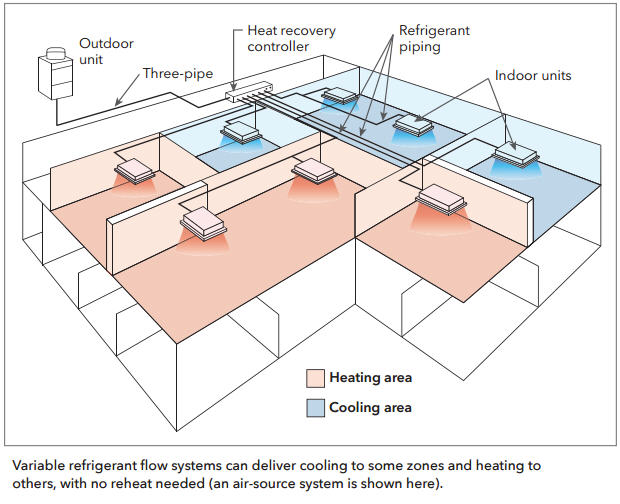 Outdoor
unit
Three-pipe
Heat recovery
controller
Refrigerant
piping
Indoor units
Heating area
Cooling area
Variable refrigerant flow systems can deliver cooling to some zones and heating to
others, with no reheat needed (an air-source system is shown here).